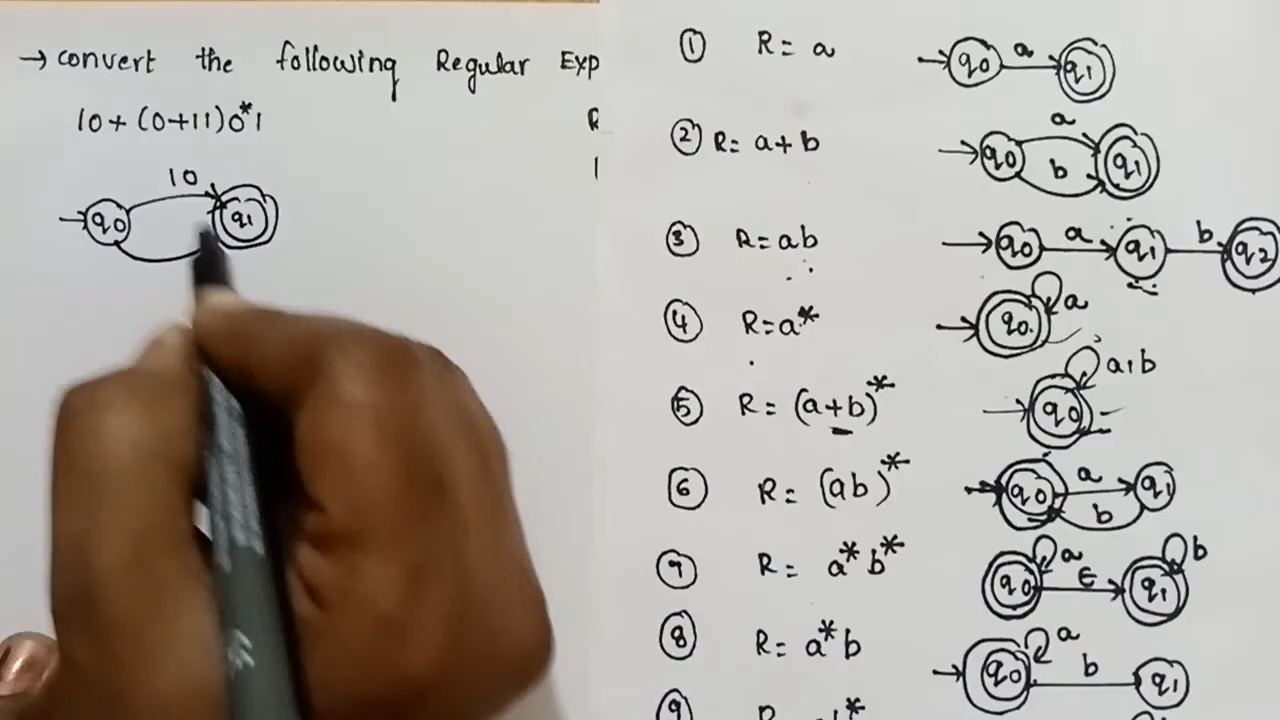 → convert the following Regular Exp
10 + (0+11)0*1
10
q0 q1
① R = a
q0 a q1
② R = a + b
q0 a b q1
③ R = ab
q0 a q1 b q2
④ R = a*
q0 a
⑤ R = (a+b)*
q0 a,b
⑥ R = (ab)*
q0 a q1 b
⑦ R = a* b*
q0 a ε q1 b
⑧ R = a* b
q0 a b q1
⑨